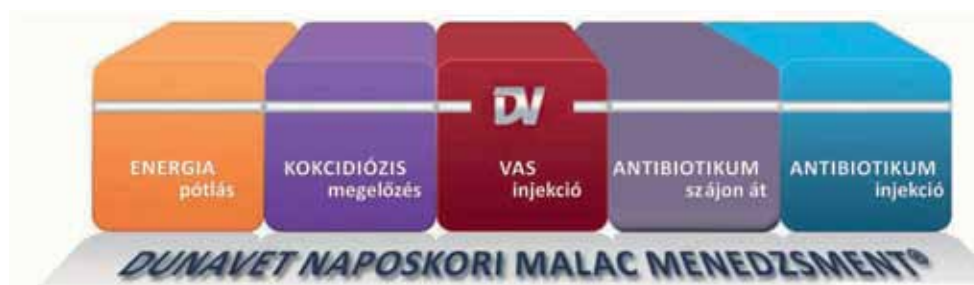 DV
ENERGIA
pótlás
KOKCIDIÓZIS
megelőzés
VAS
injekció
ANTIBIOTIKUM
szájon át
ANTIBIOTIKUM
injekció
DUNAVET NAPOSKORI MALAC MENEDZSMENT®